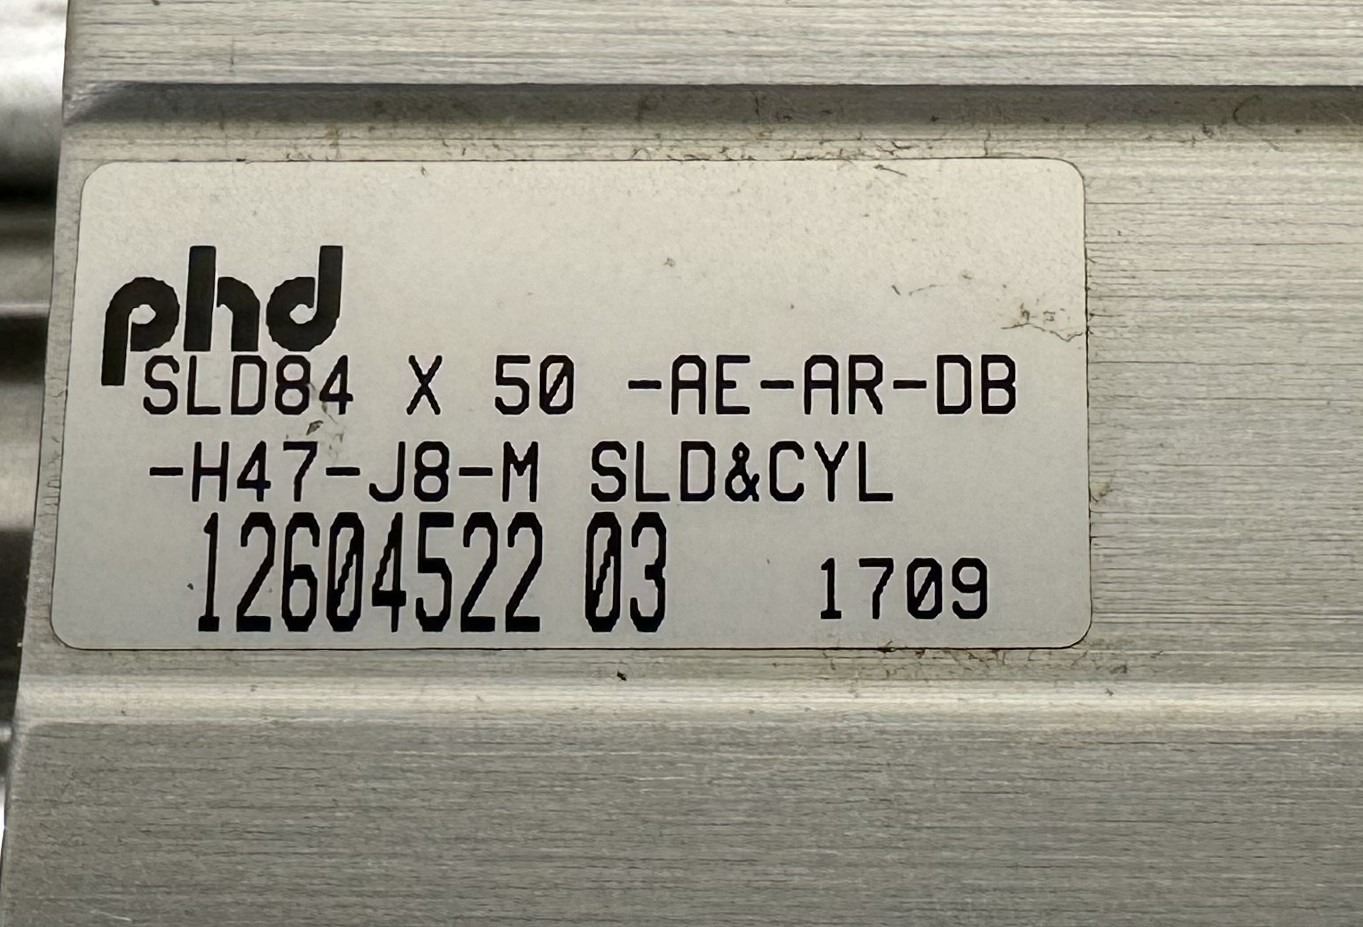 phd
SLD84 X 50 -AE-AR-DB
-H47-J8-M SLD&CYL
12604522 03 1709